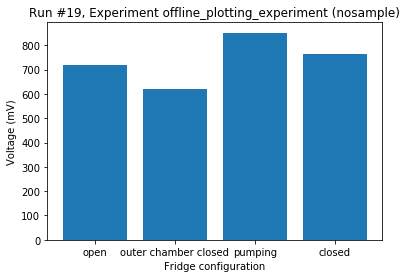 Run #19, Experiment offline_plotting_experiment (nosample)
800
700
600
500
400
300
200
100
0
Voltage (mV)
open outer chamber closed pumping closed
Fridge configuration